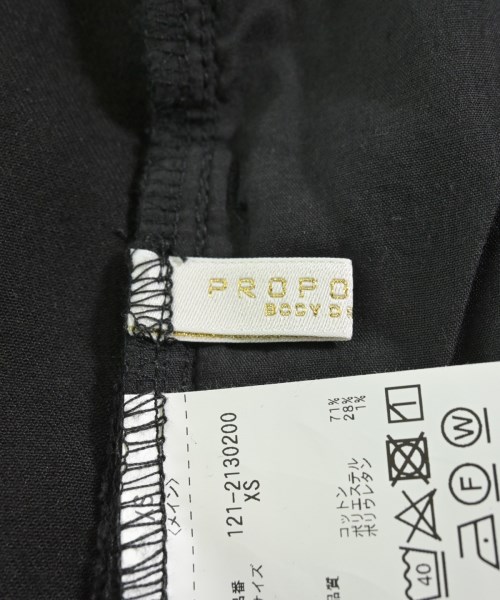 PROPO
BODY D
〈メイン〉
品番 121-2130200
サイズ XS
品質 コットン 71%
ポリエステル 28%
ポリウレタン 1%
40
W
F